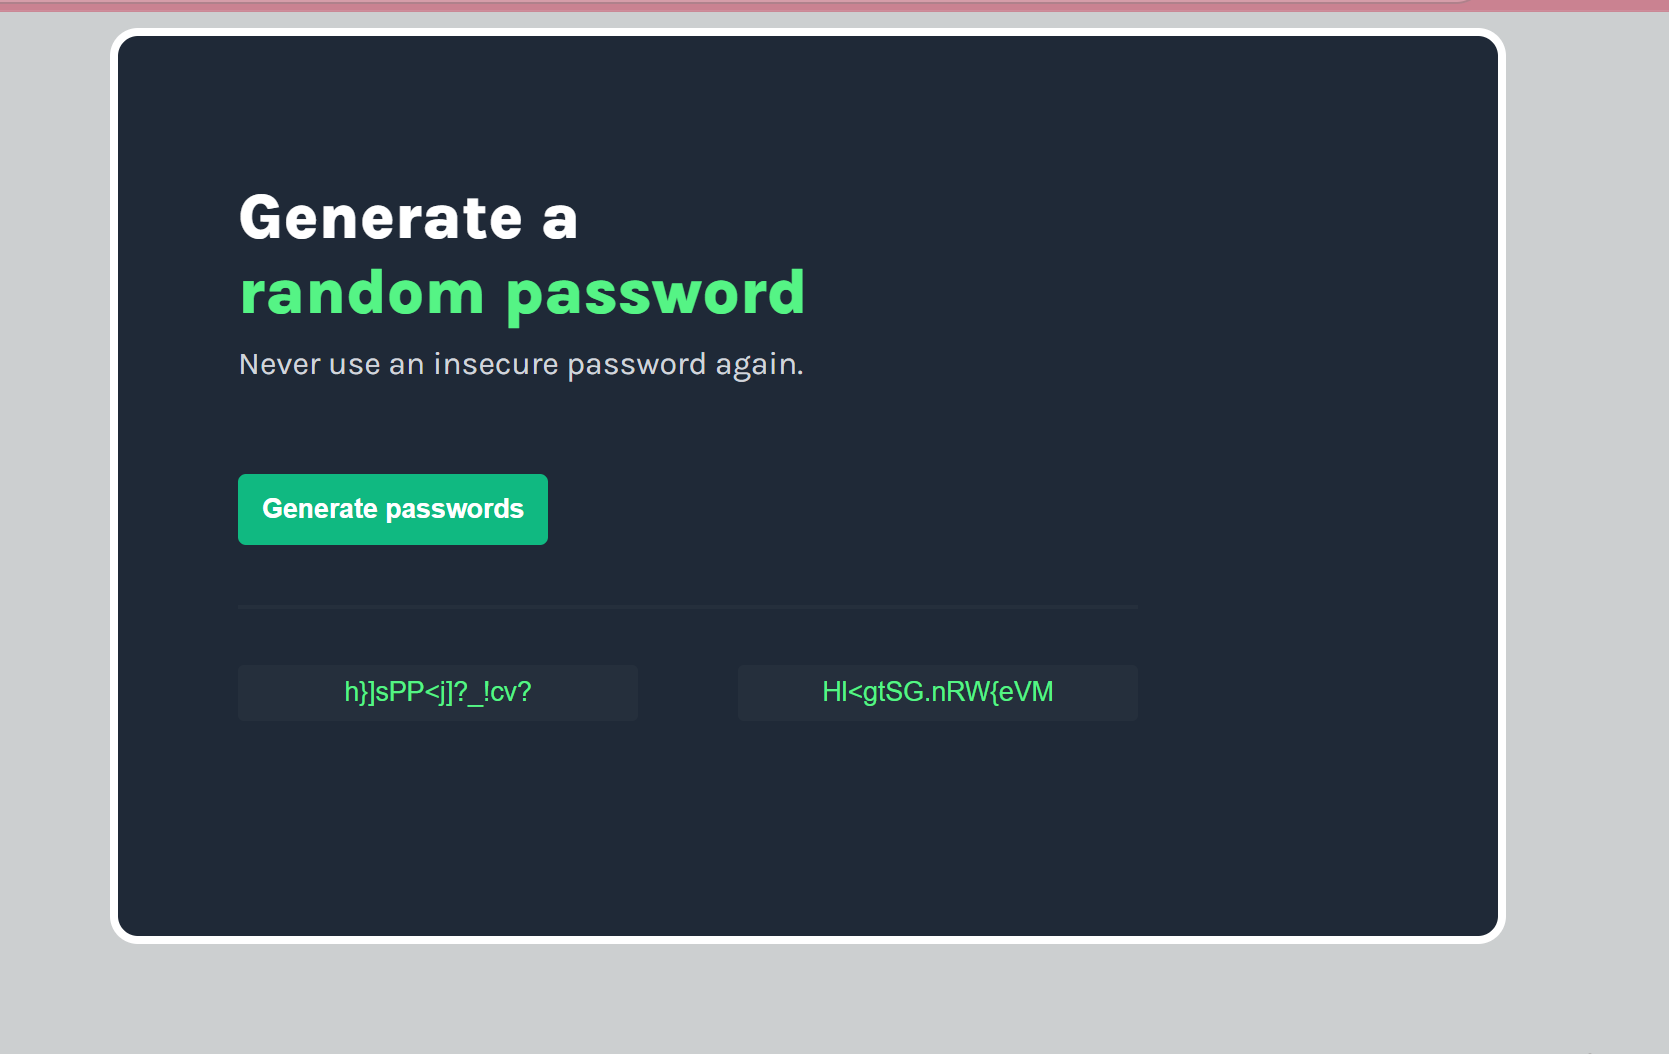 Generate a
random password
Never use an insecure password again.
Generate passwords
h}]sPP<j]?_!cv?
Hl<gtSG.nRW{eVM